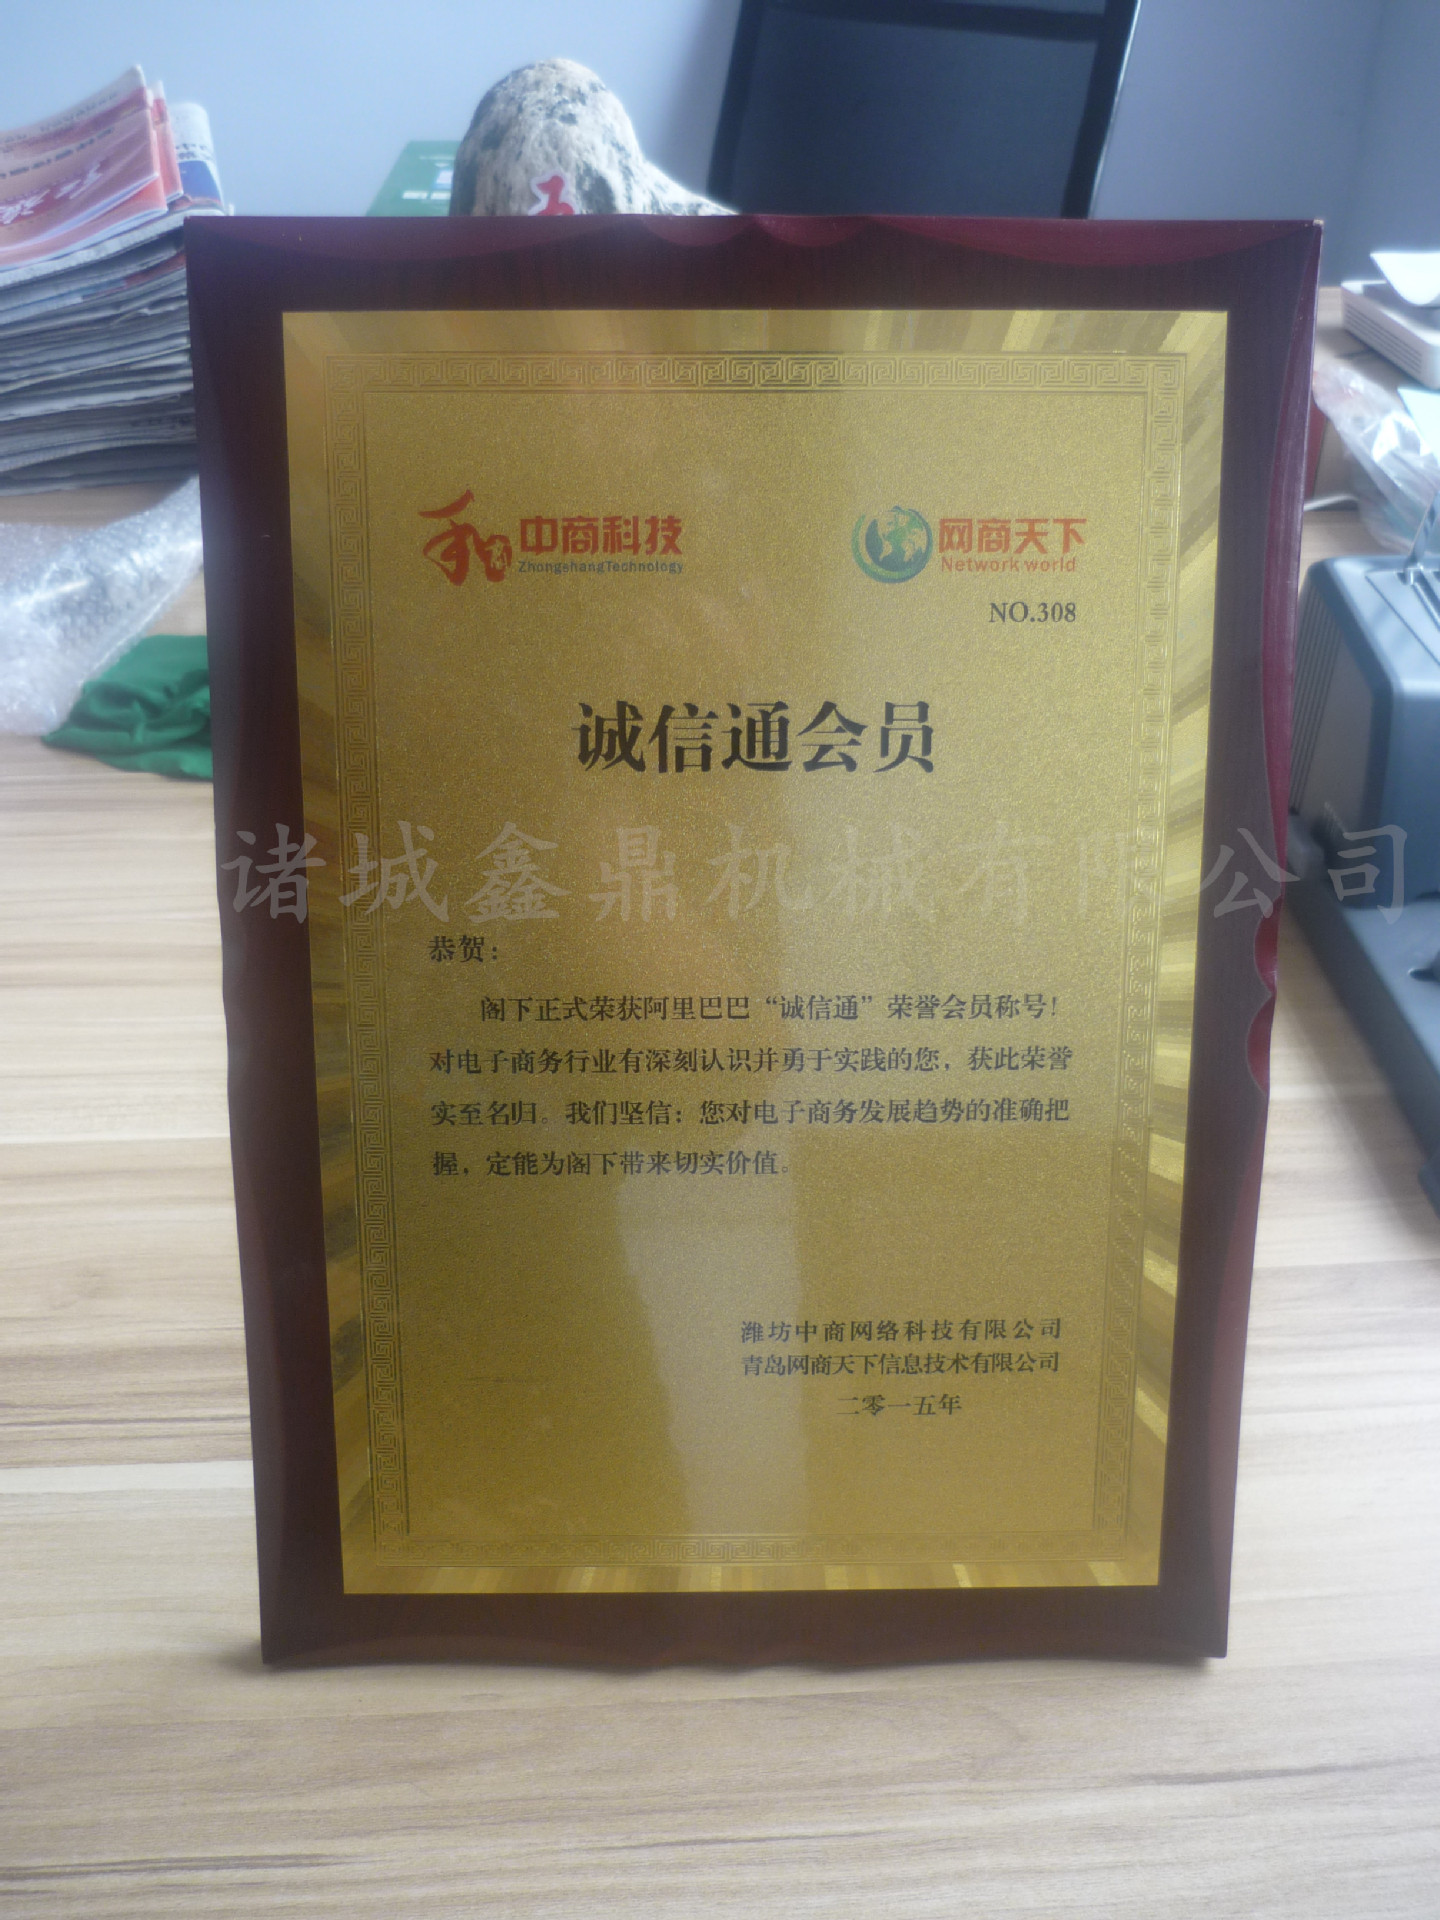 中商科技
ZhongshangTechnology
网商天下
Network world
NO.308
诚信通会员
诸城鑫鼎机械有限公司
恭贺：
阁下正式荣获阿里巴巴“诚信通”荣誉会员称号！
对电子商务行业有深刻认识并勇于实践的您，获此荣誉
实至名归。我们坚信：您对电子商务发展趋势的准确把
握，定能为阁下带来切实价值。
潍坊中商网络科技有限公司
青岛网商天下信息技术有限公司
二零一五年